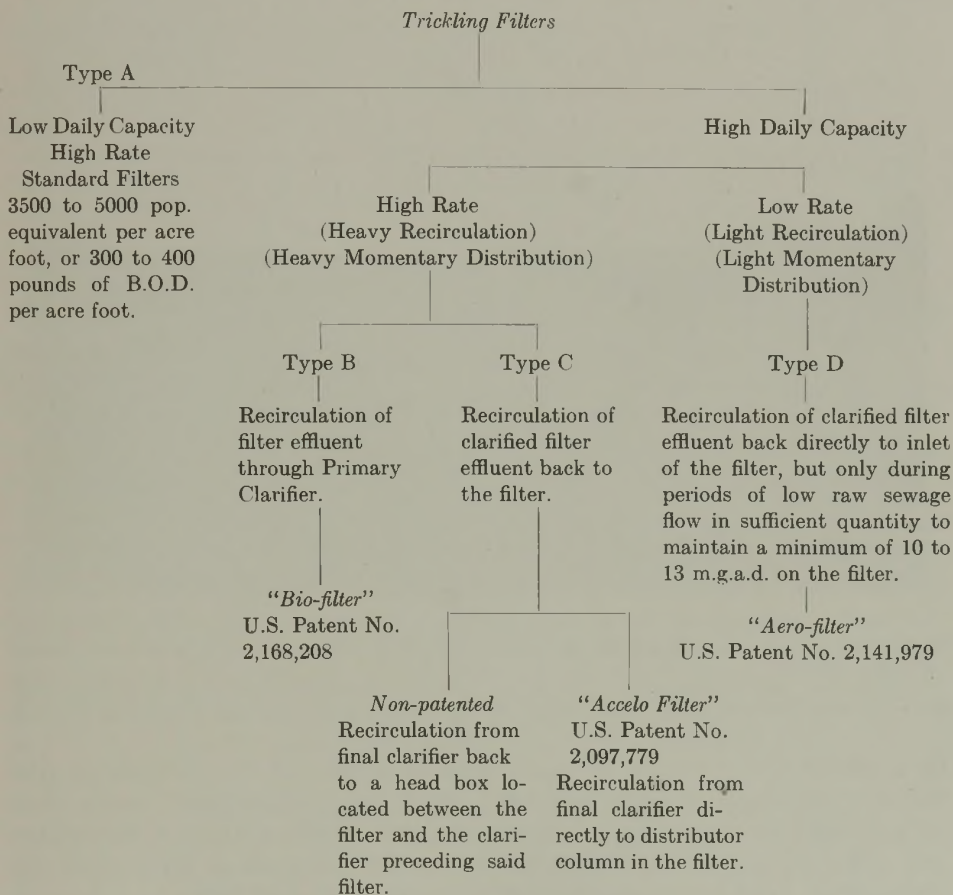 Trickling Filters
Type A
Low Daily Capacity
High Rate
Standard Filters
3500 to 5000 pop.
equivalent per acre
foot, or 300 to 400
pounds of B.O.D.
per acre foot.
High Daily Capacity
High Rate
(Heavy Recirculation)
(Heavy Momentary Distribution)
Low Rate
(Light Recirculation)
(Light Momentary
Distribution)
Type B
Recirculation of
filter effluent
through Primary
Clarifier.
"Bio-filter"
U.S. Patent No.
2,168,208
Type C
Recirculation of
clarified filter
effluent back to
the filter.
Non-patented
Recirculation from
final clarifier back
to a head box lo-
cated between the
filter and the clari-
fier preceding said
filter.
"Accelo Filter"
U.S. Patent No.
2,097,779
Recirculation from
final clarifier di-
rectly to distributor
column in the filter.
Type D
Recirculation of clarified filter
effluent back directly to inlet
of the filter, but only during
periods of low raw sewage
flow in sufficient quantity to
maintain a minimum of 10 to
13 m.g.a.d. on the filter.
"Aero-filter"
U.S. Patent No. 2,141,979